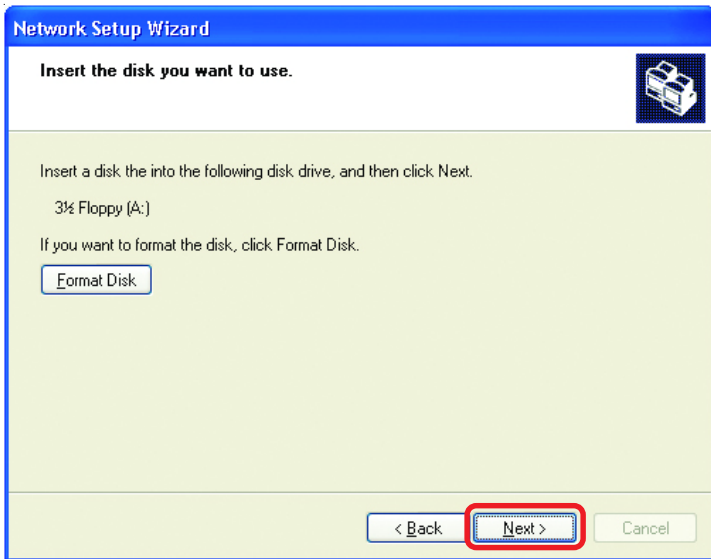 Network Setup Wizard
Insert the disk you want to use.
Insert a disk the into the following disk drive, and then click Next.
3½ Floppy (A:)
If you want to format the disk, click Format Disk.
Format Disk
< Back Next > Cancel